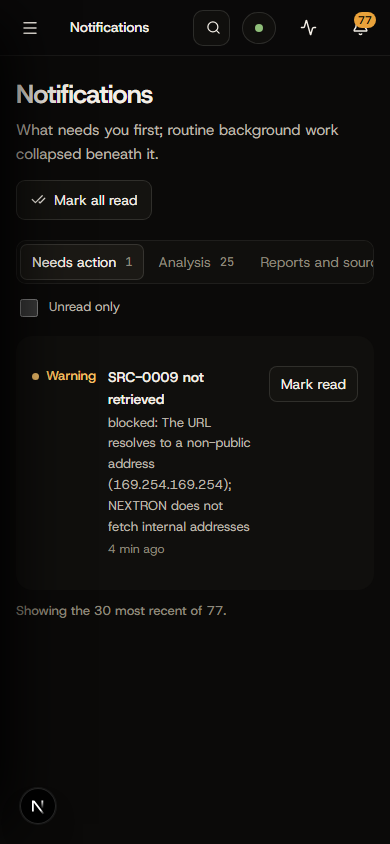 Notifications
77
Notifications
What needs you first; routine background work
collapsed beneath it.
Mark all read
Needs action 1 Analysis 25 Reports and sourc
Unread only
Warning
SRC-0009 not
retrieved
Mark read
blocked: The URL
resolves to a non-public
address
(169.254.169.254);
NEXTRON does not
fetch internal addresses
4 min ago
Showing the 30 most recent of 77.
N